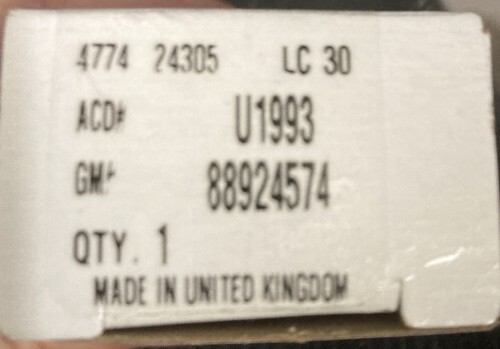 4774 24305 LC 30
ACD# U1993
GM# 88924574
QTY. 1
MADE IN UNITED KINGDOM